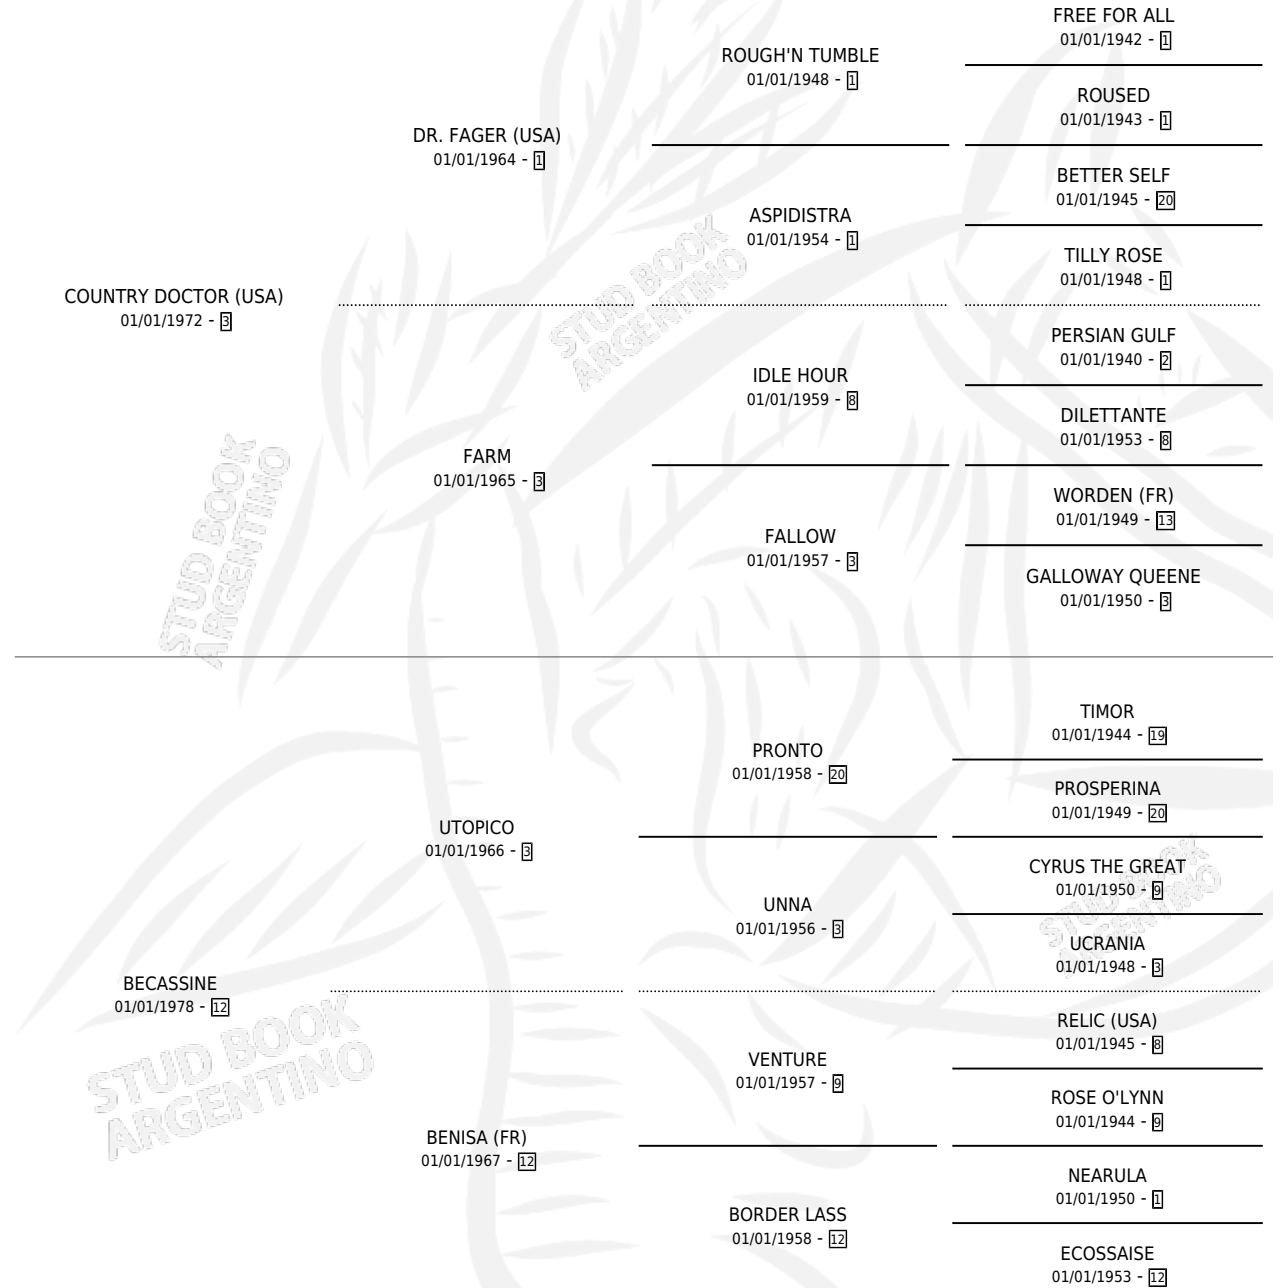 FREE FOR ALL
01/01/1942 - 1
ROUGH'N TUMBLE
01/01/1948 - 1
ROUSED
01/01/1943 - 1
DR. FAGER (USA)
01/01/1964 - 1
BETTER SELF
01/01/1945 - 20
ASPIDISTRA
01/01/1954 - 1
TILLY ROSE
01/01/1948 - 1
COUNTRY DOCTOR (USA)
01/01/1972 - 3
PERSIAN GULF
01/01/1940 - 2
IDLE HOUR
01/01/1959 - 8
DILETTANTE
01/01/1953 - 8
FARM
01/01/1965 - 3
WORDEN (FR)
01/01/1949 - 13
FALLOW
01/01/1957 - 3
GALLOWAY QUEENE
01/01/1950 - 3
TIMOR
01/01/1944 - 19
PRONTO
01/01/1958 - 20
PROSPERINA
01/01/1949 - 20
UTOPICO
01/01/1966 - 3
CYRUS THE GREAT
01/01/1950 - 9
UNNA
01/01/1956 - 3
UCRANIA
01/01/1948 - 3
BECASSINE
01/01/1978 - 12
RELIC (USA)
01/01/1945 - 8
VENTURE
01/01/1957 - 9
ROSE O'LYNN
01/01/1944 - 9
BENISA (FR)
01/01/1967 - 12
NEARULA
01/01/1950 - 1
BORDER LASS
01/01/1958 - 12
ECOSSAISE
01/01/1953 - 12
STUD BOOK
ARGENTINO
STUD BOOK
ARGENTINO
STUD BOOK
ARGENTINO
STUD BOOK
ARGENTINO